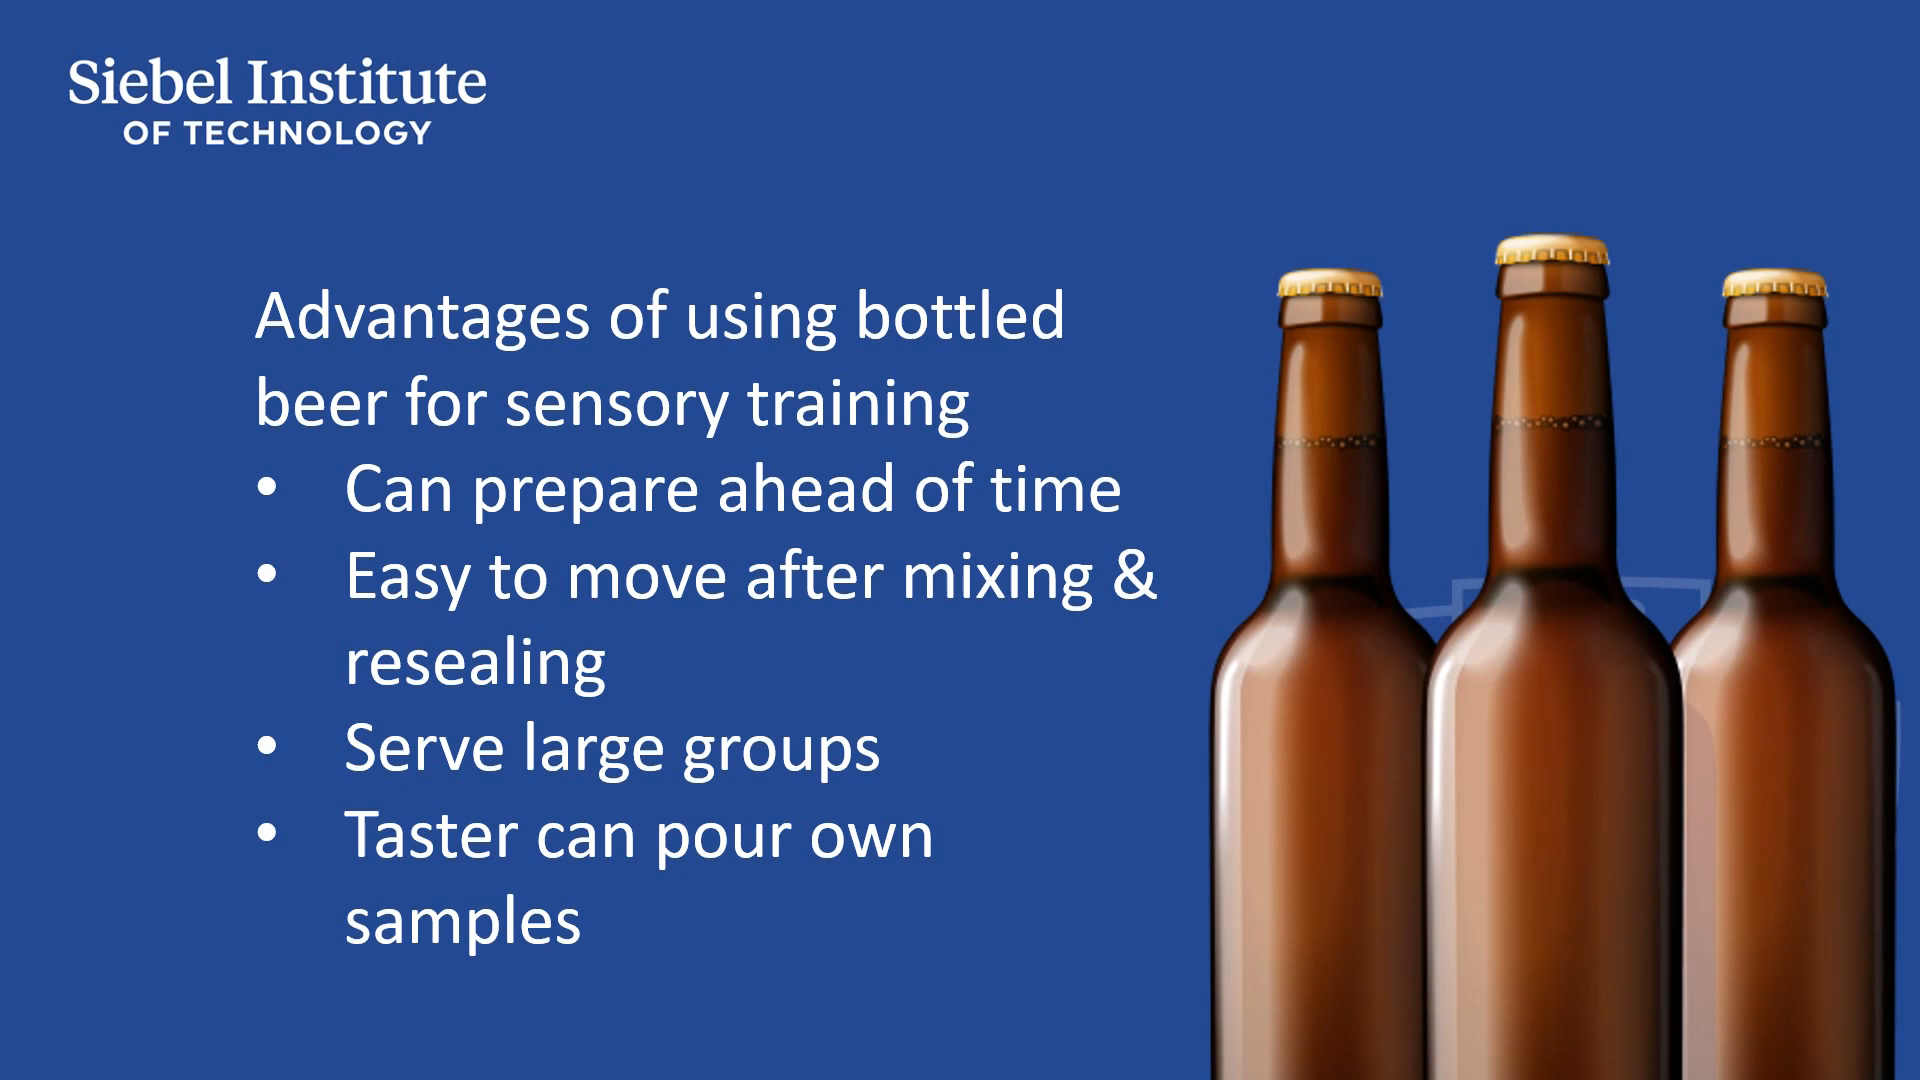 Siebel Institute
OF TECHNOLOGY
Advantages of using bottled
beer for sensory training
• Can prepare ahead of time
• Easy to move after mixing &
resealing
• Serve large groups
• Taster can pour own
samples